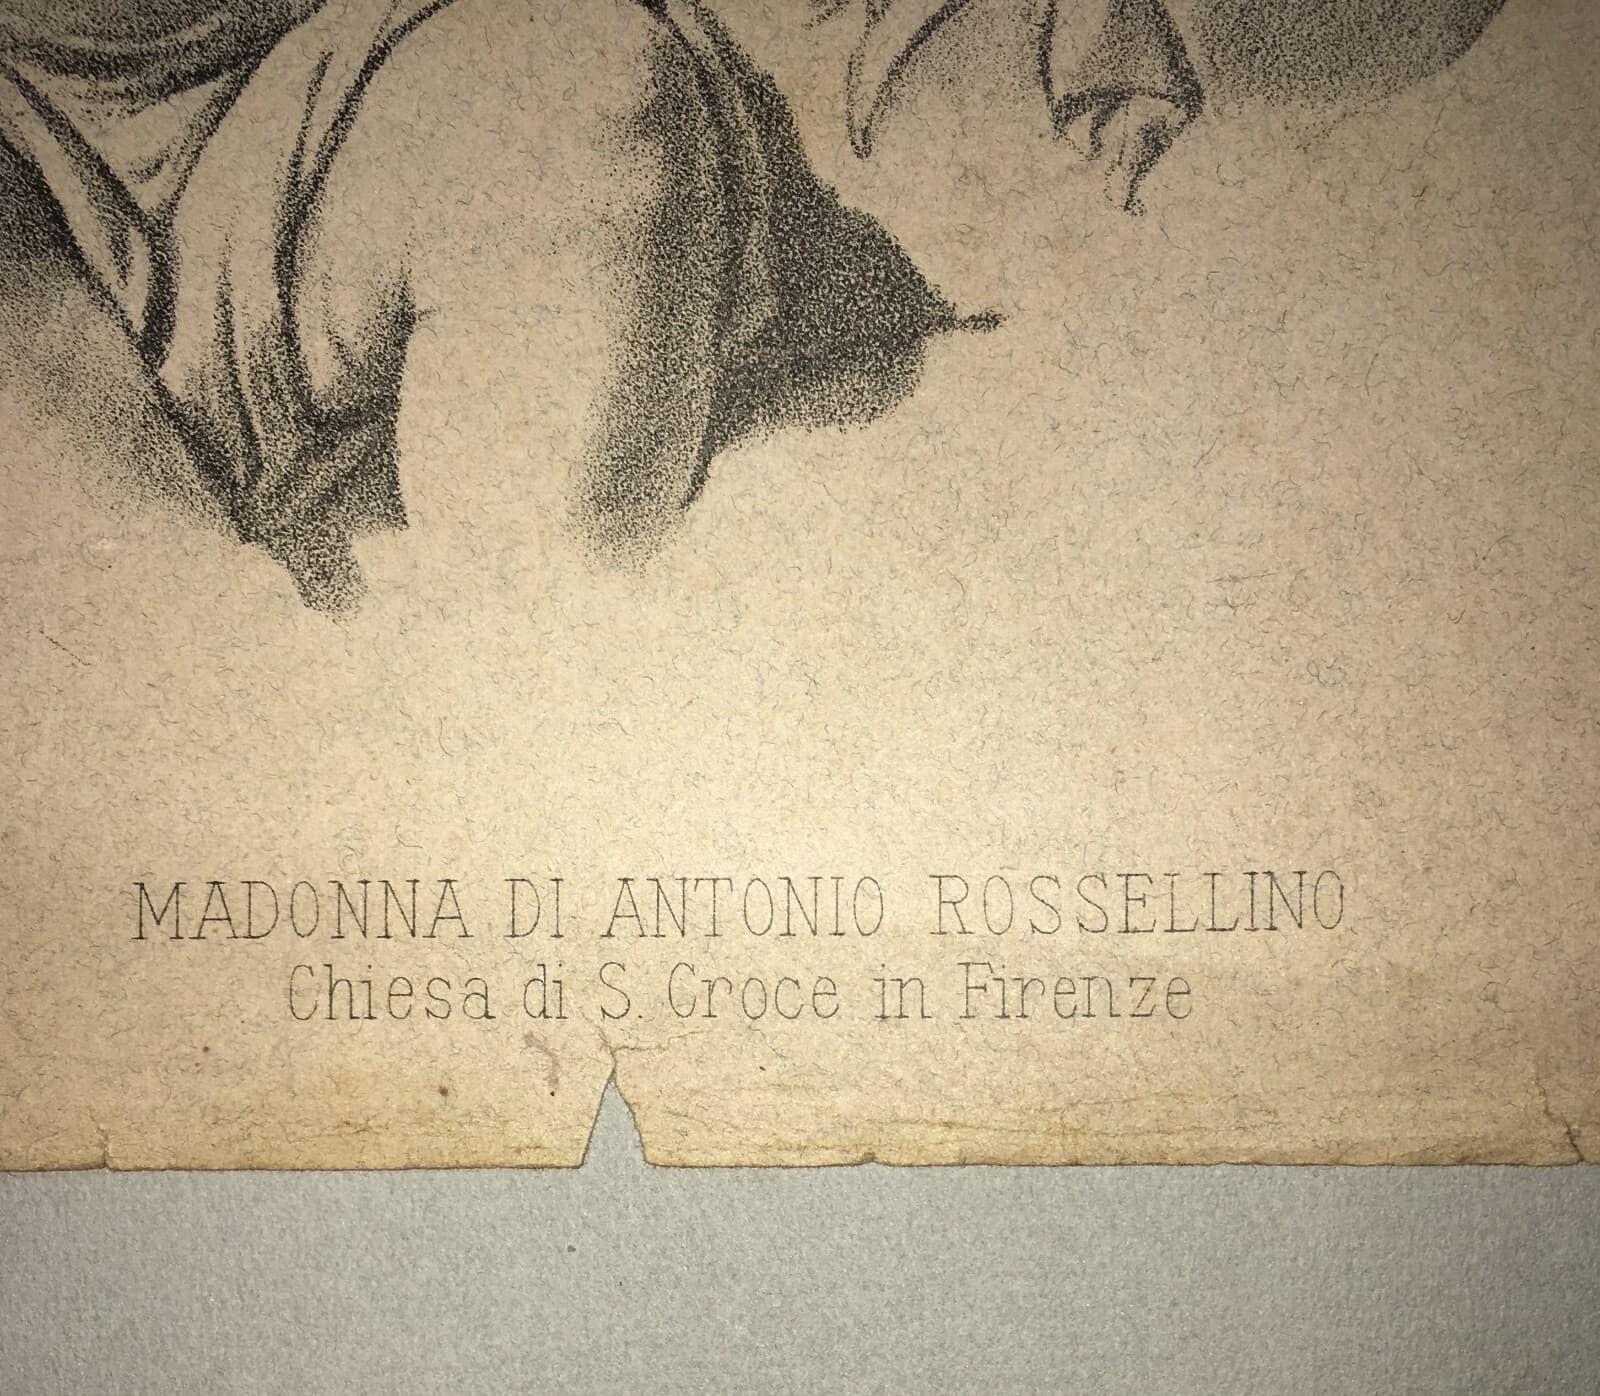 MADONNA DI ANTONIO ROSSELLINO
Chiesa di S. Croce in Firenze